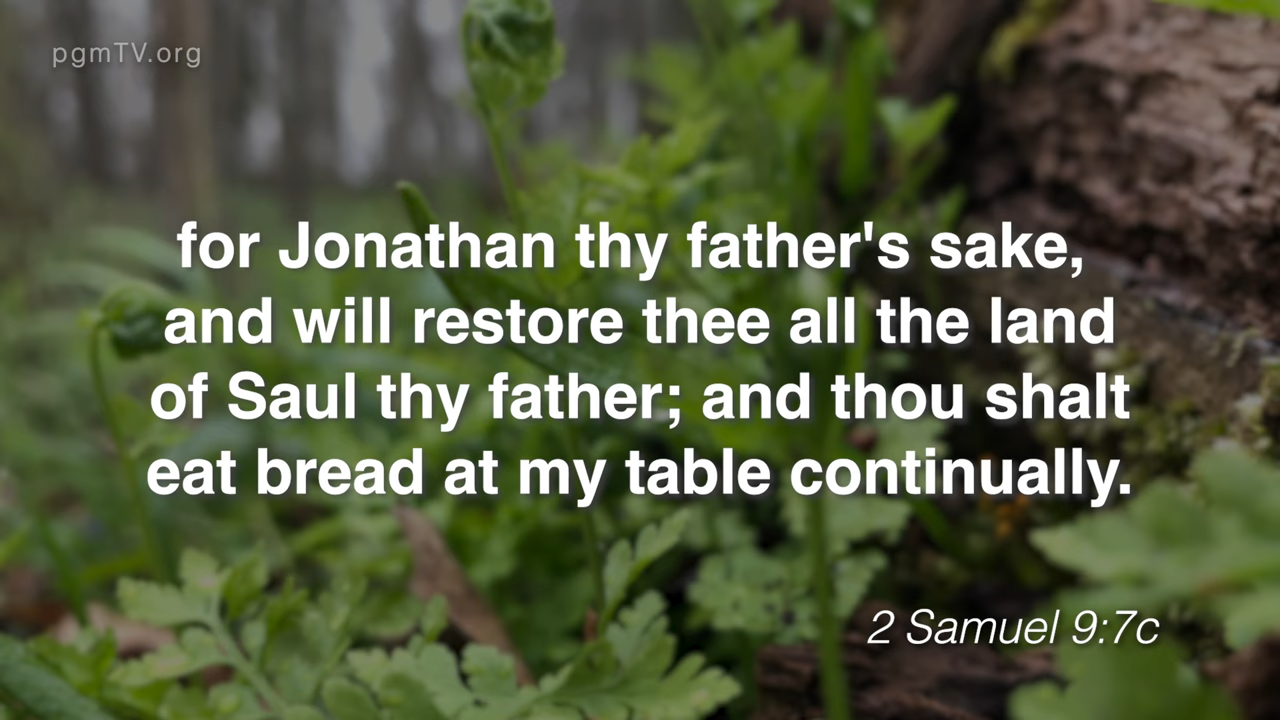 pgmTV.org
for Jonathan thy father's sake,
and will restore thee all the land
of Saul thy father; and thou shalt
eat bread at my table continually.
2 Samuel 9:7c